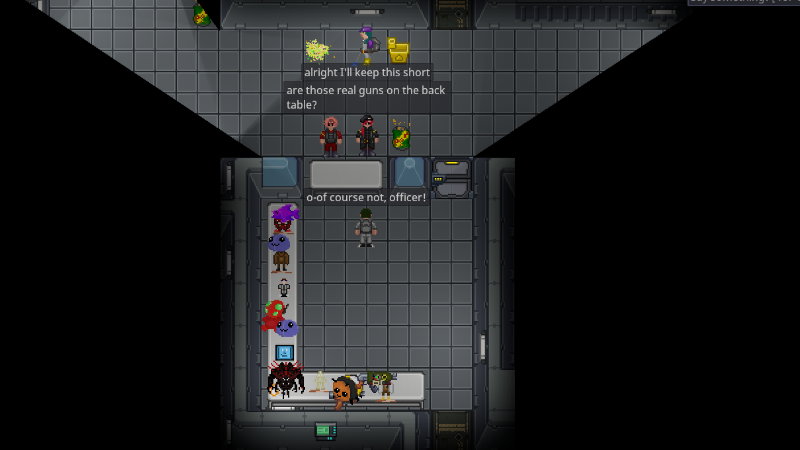 alright I'll keep this short
are those real guns on the back
table?
o-of course not, officer!